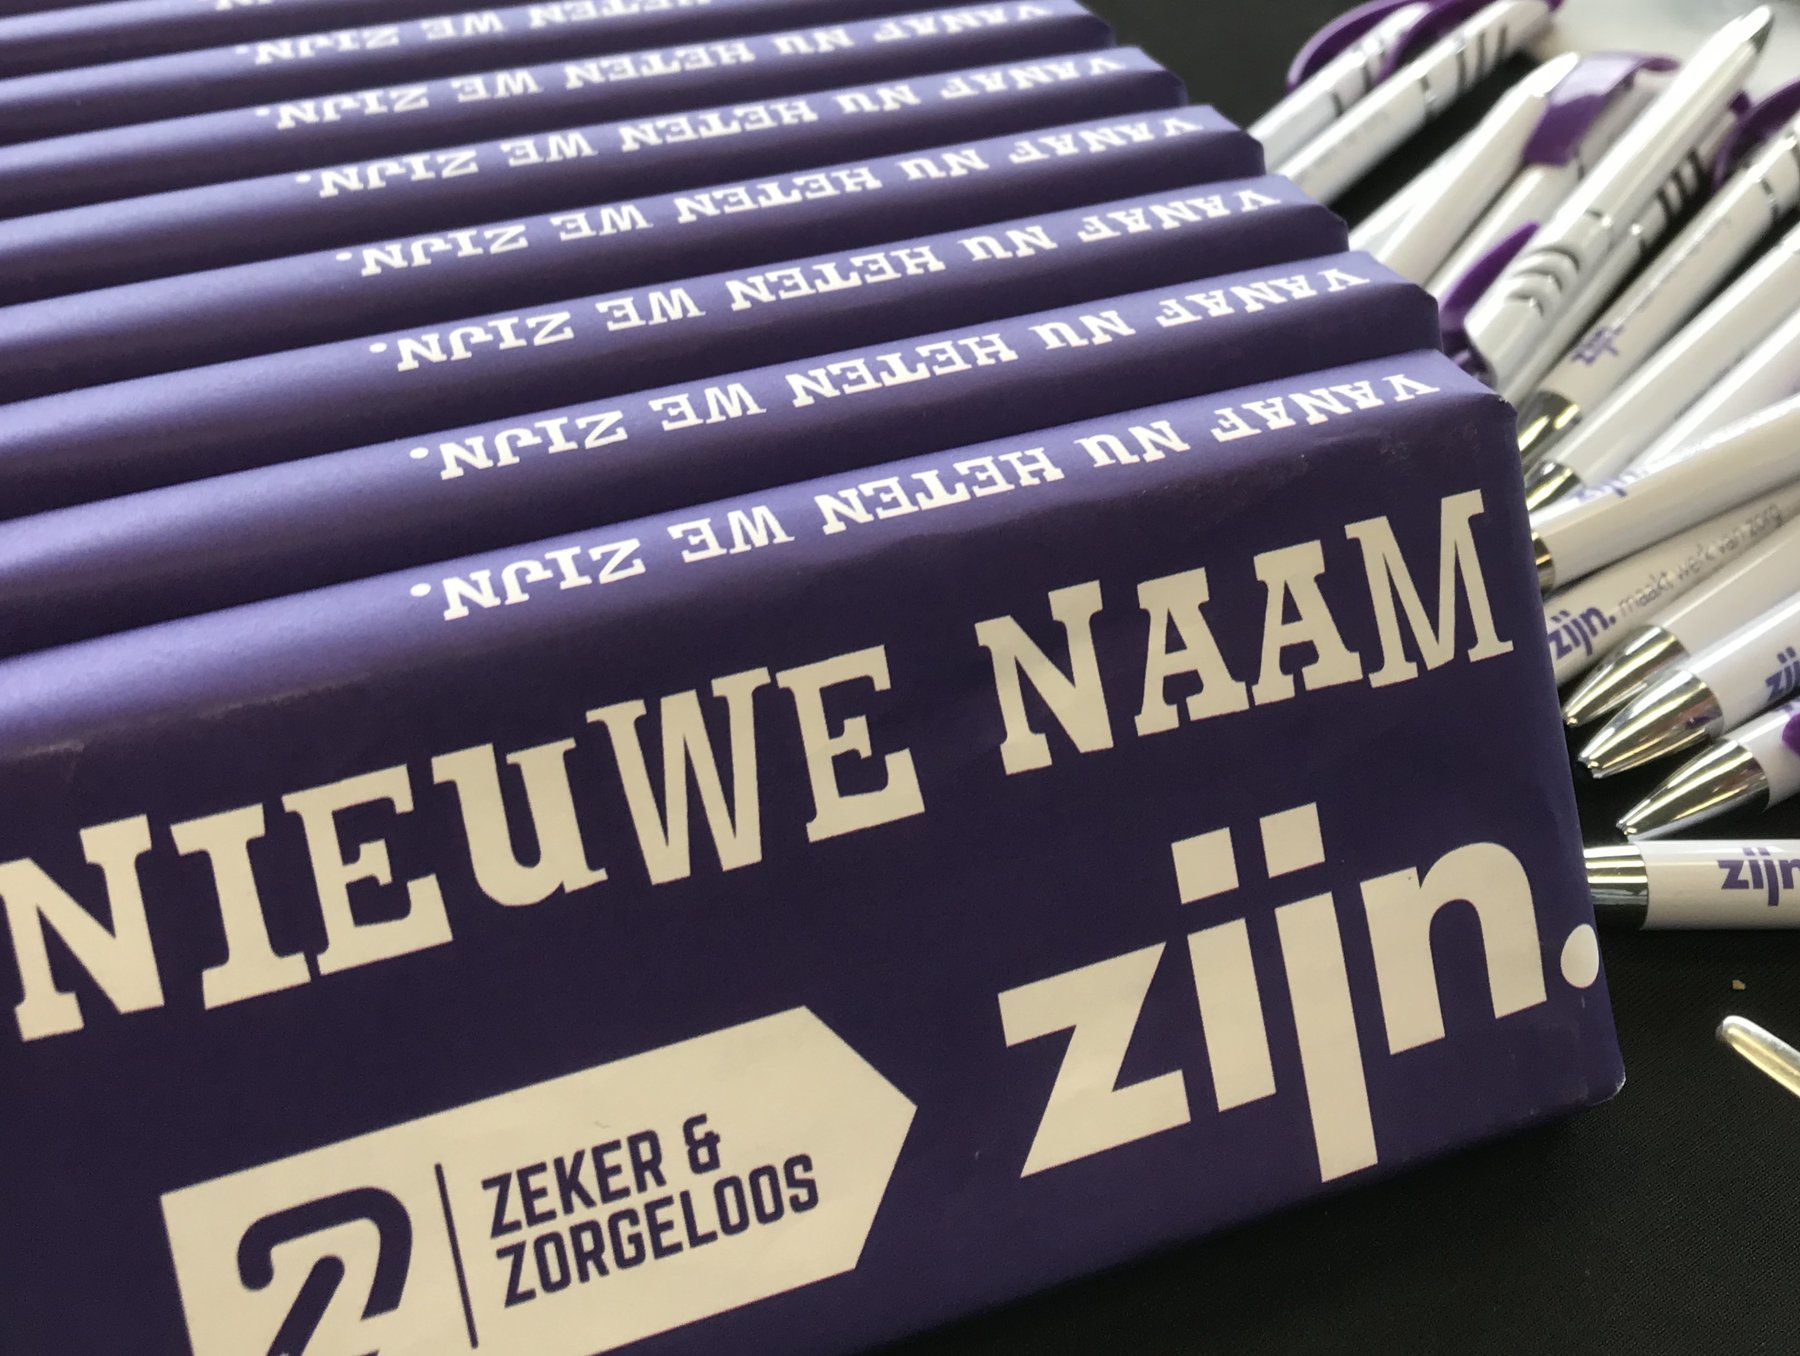 VANAF NU HETEN WE ZIJN.
VANAF NU HETEN WE ZIJN.
VANAF NU HETEN WE ZIJN.
VANAF NU HETEN WE ZIJN.
VANAF NU HETEN WE ZIJN.
VANAF NU HETEN WE ZIJN.
VANAF NU HETEN WE ZIJN.
NIEUWE NAAM
zijn.
ZEKER &
ZORGELOOS
zijn.
zijn.
zijn. maakt werk van zorg
zijn
zijn